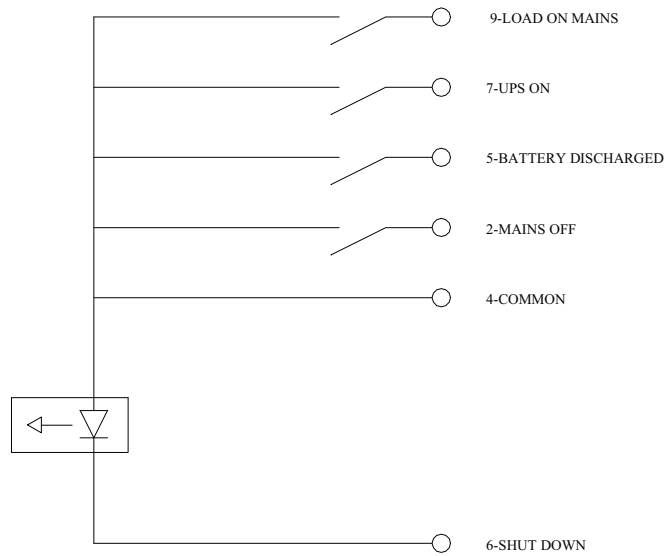 9-LOAD ON MAINS
7-UPS ON
5-BATTERY DISCHARGED
2-MAINS OFF
4-COMMON
6-SHUT DOWN